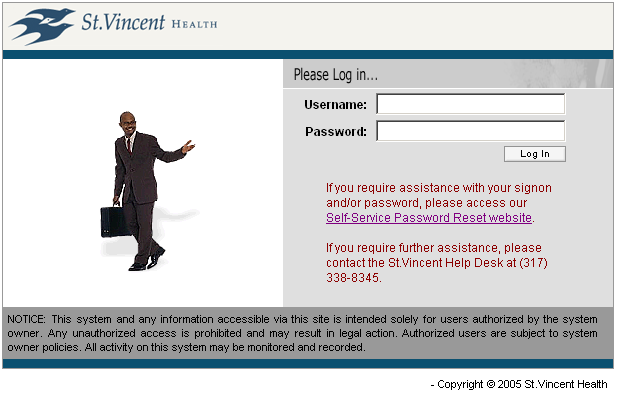 St.Vincent HEALTH
Please Log in...
Username:
Password:
Log In
If you require assistance with your signon
and/or password, please access our
Self-Service Password Reset website.
If you require further assistance, please
contact the St.Vincent Help Desk at (317)
338-8345.
NOTICE: This system and any information accessible via this site is intended solely for users authorized by the system
owner. Any unauthorized access is prohibited and may result in legal action. Authorized users are subject to system
owner policies. All activity on this system may be monitored and recorded.
- Copyright © 2005 St.Vincent Health